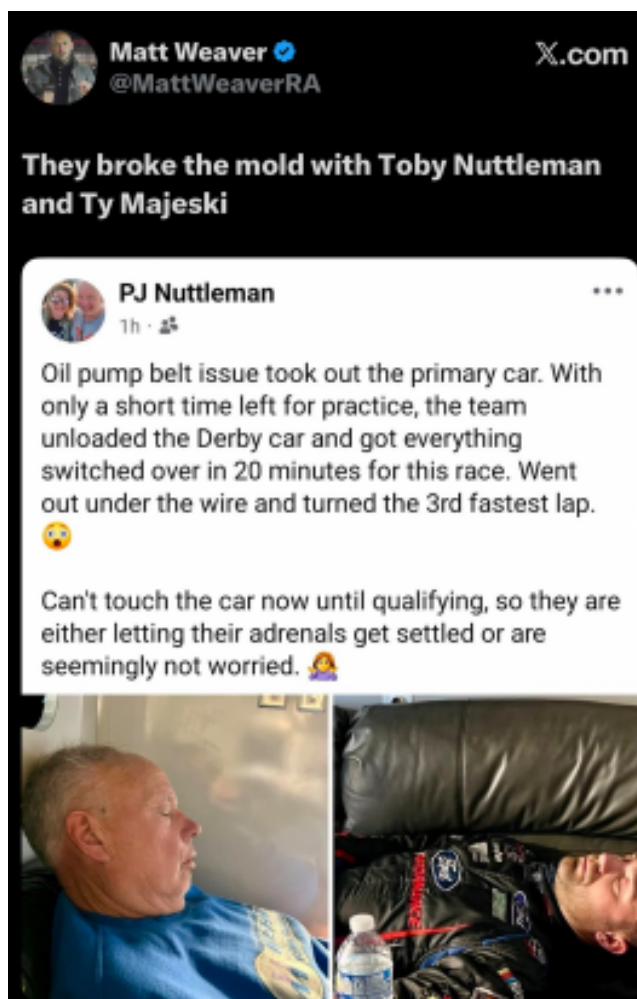 Matt Weaver
X.com
@MattWeaverRA
They broke the mold with Toby Nuttleman
and Ty Majeski
PJ Nuttleman
1h ·
Oil pump belt issue took out the primary car. With
only a short time left for practice, the team
unloaded the Derby car and got everything
switched over in 20 minutes for this race. Went
out under the wire and turned the 3rd fastest lap.
😲
Can't touch the car now until qualifying, so they are
either letting their adrenals get settled or are
seemingly not worried. 🤷‍♀️
Ford